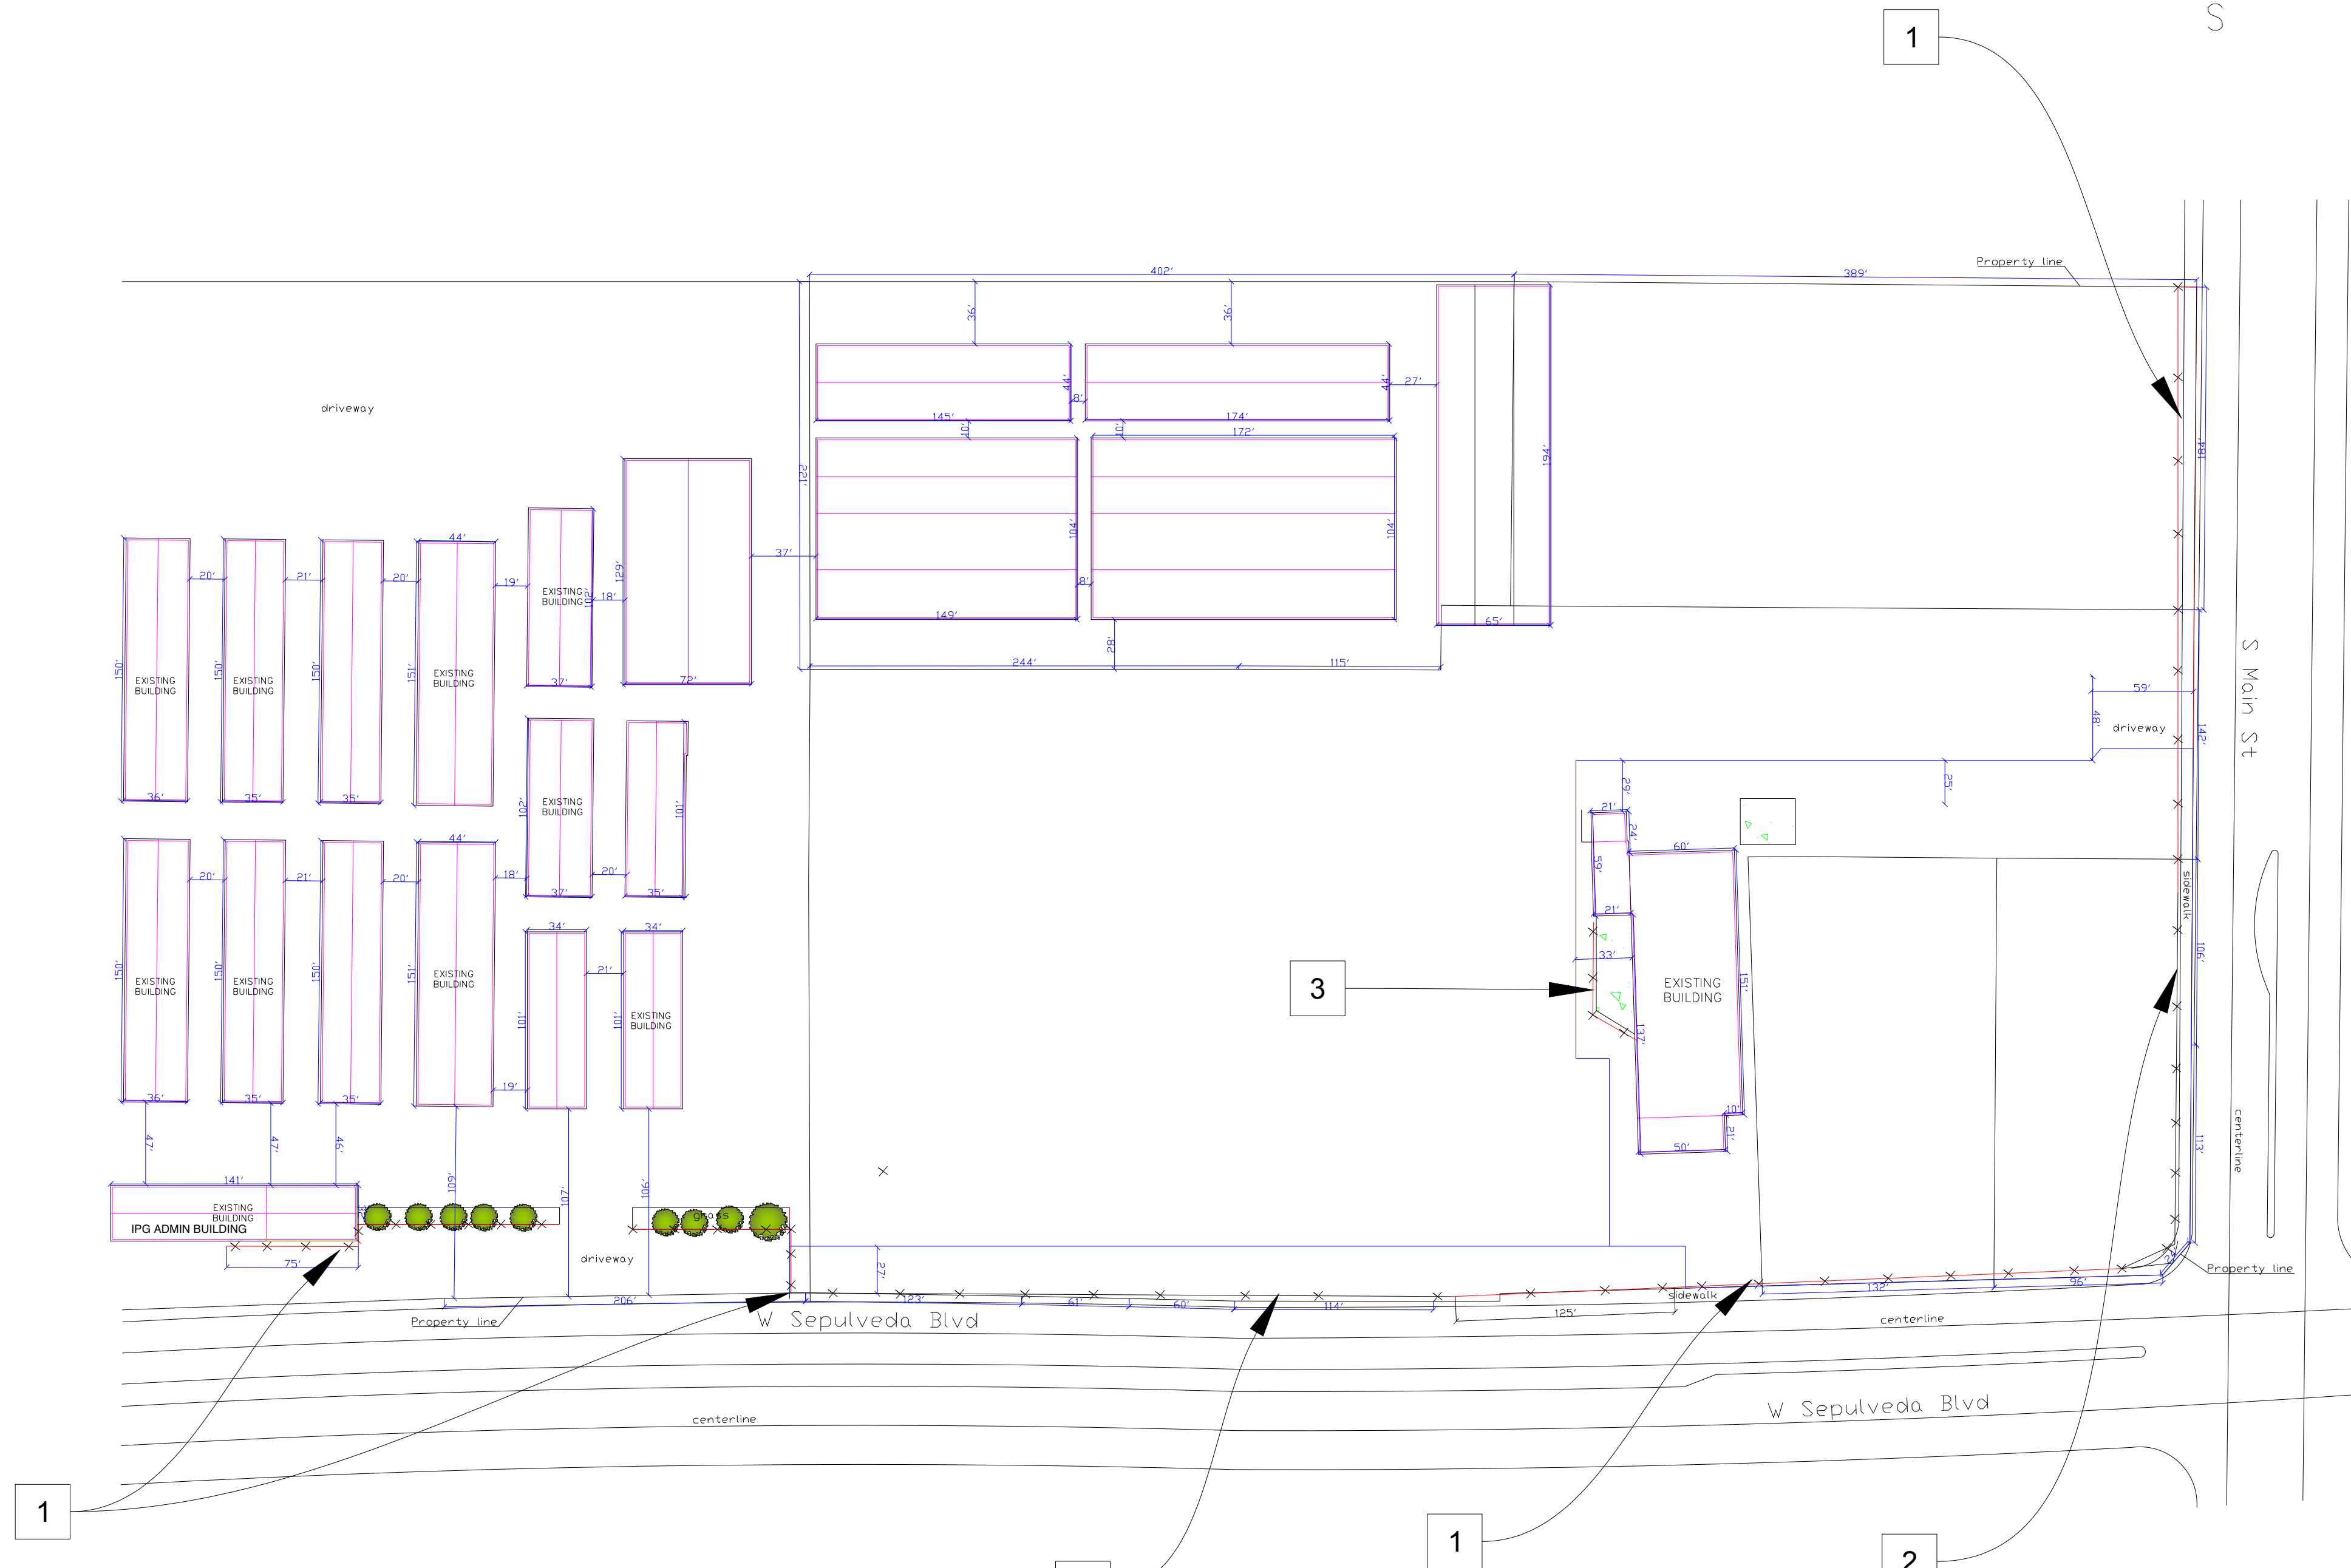 1
S
402'
389'
Property line
36'
36'
44'
44'
27'
8'
145'
174'
10'
10'
172'
driveway
184'
194'
221'
104'
104'
37'
8'
149'
65'
28'
244'
115'
44'
129'
102'
18'
19'
20'
21'
20'
EXISTING
BUILDING
150'
150'
150'
151'
EXISTING
BUILDING
EXISTING
BUILDING
EXISTING
BUILDING
37'
72'
36'
35'
35'
S Main St
59'
48'
driveway
142'
29'
25'
21'
24'
60'
59'
21'
33'
EXISTING
BUILDING
151'
137'
10'
21'
50'
3
sidewalk
106'
113'
centerline
102'
EXISTING
BUILDING
101'
44'
20'
21'
20'
18'
20'
37'
35'
34'
34'
21'
150'
150'
150'
151'
EXISTING
BUILDING
EXISTING
BUILDING
EXISTING
BUILDING
101'
101'
EXISTING
BUILDING
19'
36'
35'
35'
47'
47'
46'
109'
107'
106'
141'
28'
EXISTING
BUILDING
IPG ADMIN BUILDING
grass
driveway
75'
27'
206'
123'
61'
60'
114'
125'
sidewalk
132'
96'
Property line
Property line
W Sepulveda Blvd
centerline
W Sepulveda Blvd
centerline
1
1
2